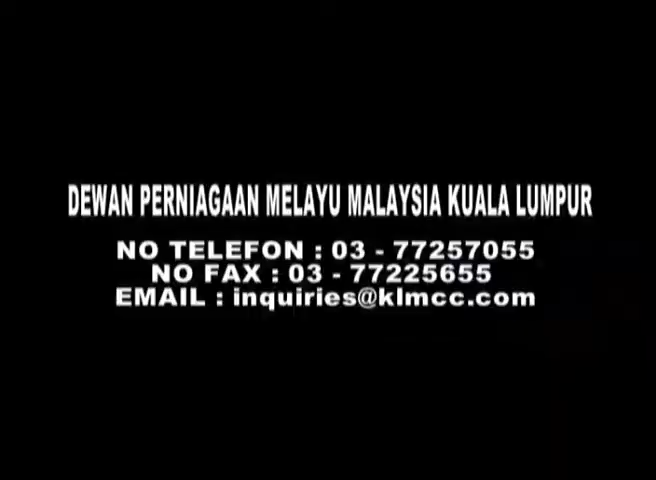 DEWAN PERNIAGAAN MELAYU MALAYSIA KUALA LUMPUR
NO TELEFON : 03 - 77257055
NO FAX : 03 - 77225655
EMAIL : inquiries@klmcc.com